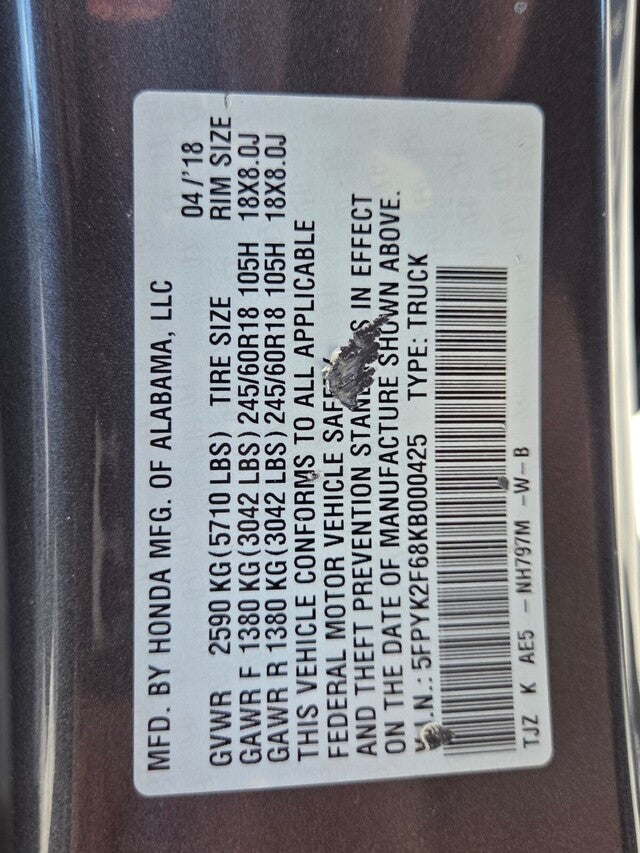 MFD. BY HONDA MFG. OF ALABAMA, LLC
04/'18
GVWR 2590 KG(5710 LBS) TIRE SIZE RIM SIZE
GAWR F 1380 KG(3042 LBS) 245/60R18 105H 18X8.0J
GAWR R 1380 KG(3042 LBS) 245/60R18 105H 18X8.0J
THIS VEHICLE CONFORMS TO ALL APPLICABLE
FEDERAL MOTOR VEHICLE
AND THEFT PREVENTION IN EFFECT
ON THE DATE OF MANUFACTURE SHOWN ABOVE.
5FPYK2F68KB000425 TYPE: TRUCK
TJZ K AE5 - NH797M -W-B